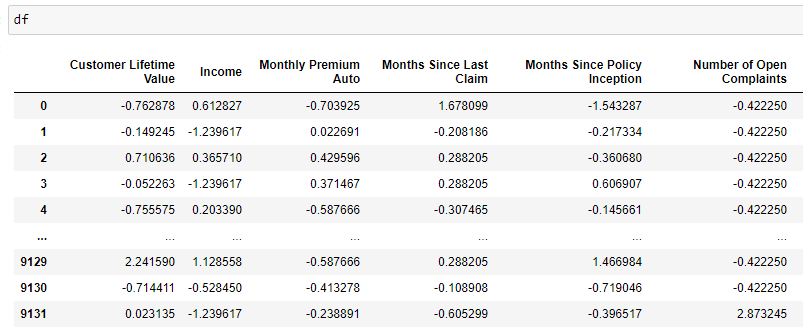 df
Customer Lifetime Value Income Monthly Premium Auto Months Since Last Claim Months Since Policy Inception Number of Open Complaints
0 -0.762878 0.612827 -0.703925 1.678099 -1.543287 -0.422250
1 -0.149245 -1.239617 0.022691 -0.208186 -0.217334 -0.422250
2 0.710636 0.365710 0.429596 0.288205 -0.360680 -0.422250
3 -0.052263 -1.239617 0.371467 0.288205 0.606907 -0.422250
4 -0.755575 0.203390 -0.587666 -0.307465 -0.145661 -0.422250
... ... ... ... ... ... ...
9129 2.241590 1.128558 -0.587666 0.288205 1.466984 -0.422250
9130 -0.714411 -0.528450 -0.413278 -0.108908 -0.719046 -0.422250
9131 0.023135 -1.239617 -0.238891 -0.605299 -0.396517 2.873245